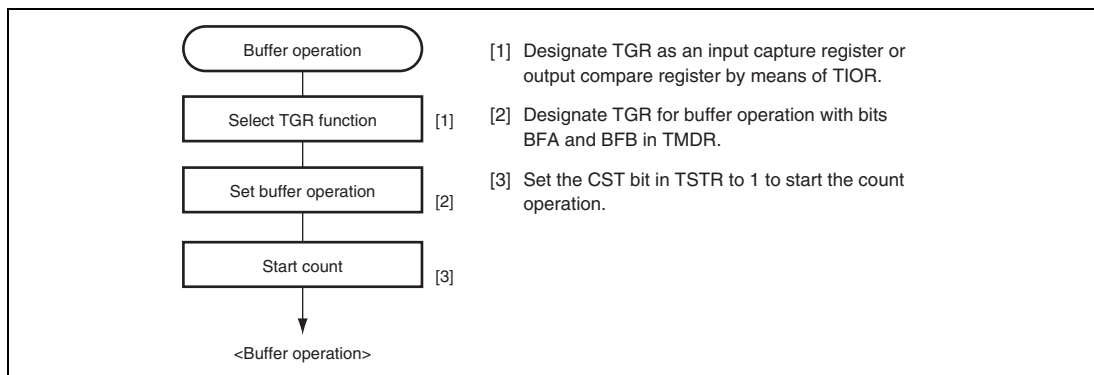 Buffer operation
Select TGR function
[1]
Set buffer operation
[2]
Start count
[3]
<Buffer operation>
[1] Designate TGR as an input capture register or
output compare register by means of TIOR.
[2] Designate TGR for buffer operation with bits
BFA and BFB in TMDR.
[3] Set the CST bit in TSTR to 1 to start the count
operation.